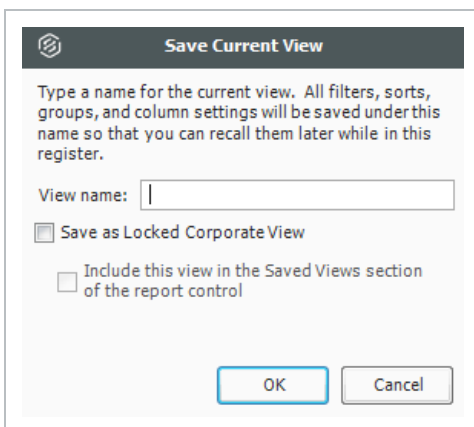 Save Current View
Type a name for the current view. All filters, sorts,
groups, and column settings will be saved under this
name so that you can recall them later while in this
register.
View name:
Save as Locked Corporate View
Include this view in the Saved Views section
of the report control
OK
Cancel